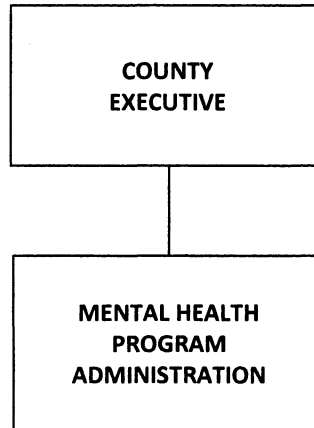 COUNTY
EXECUTIVE
MENTAL HEALTH
PROGRAM
ADMINISTRATION